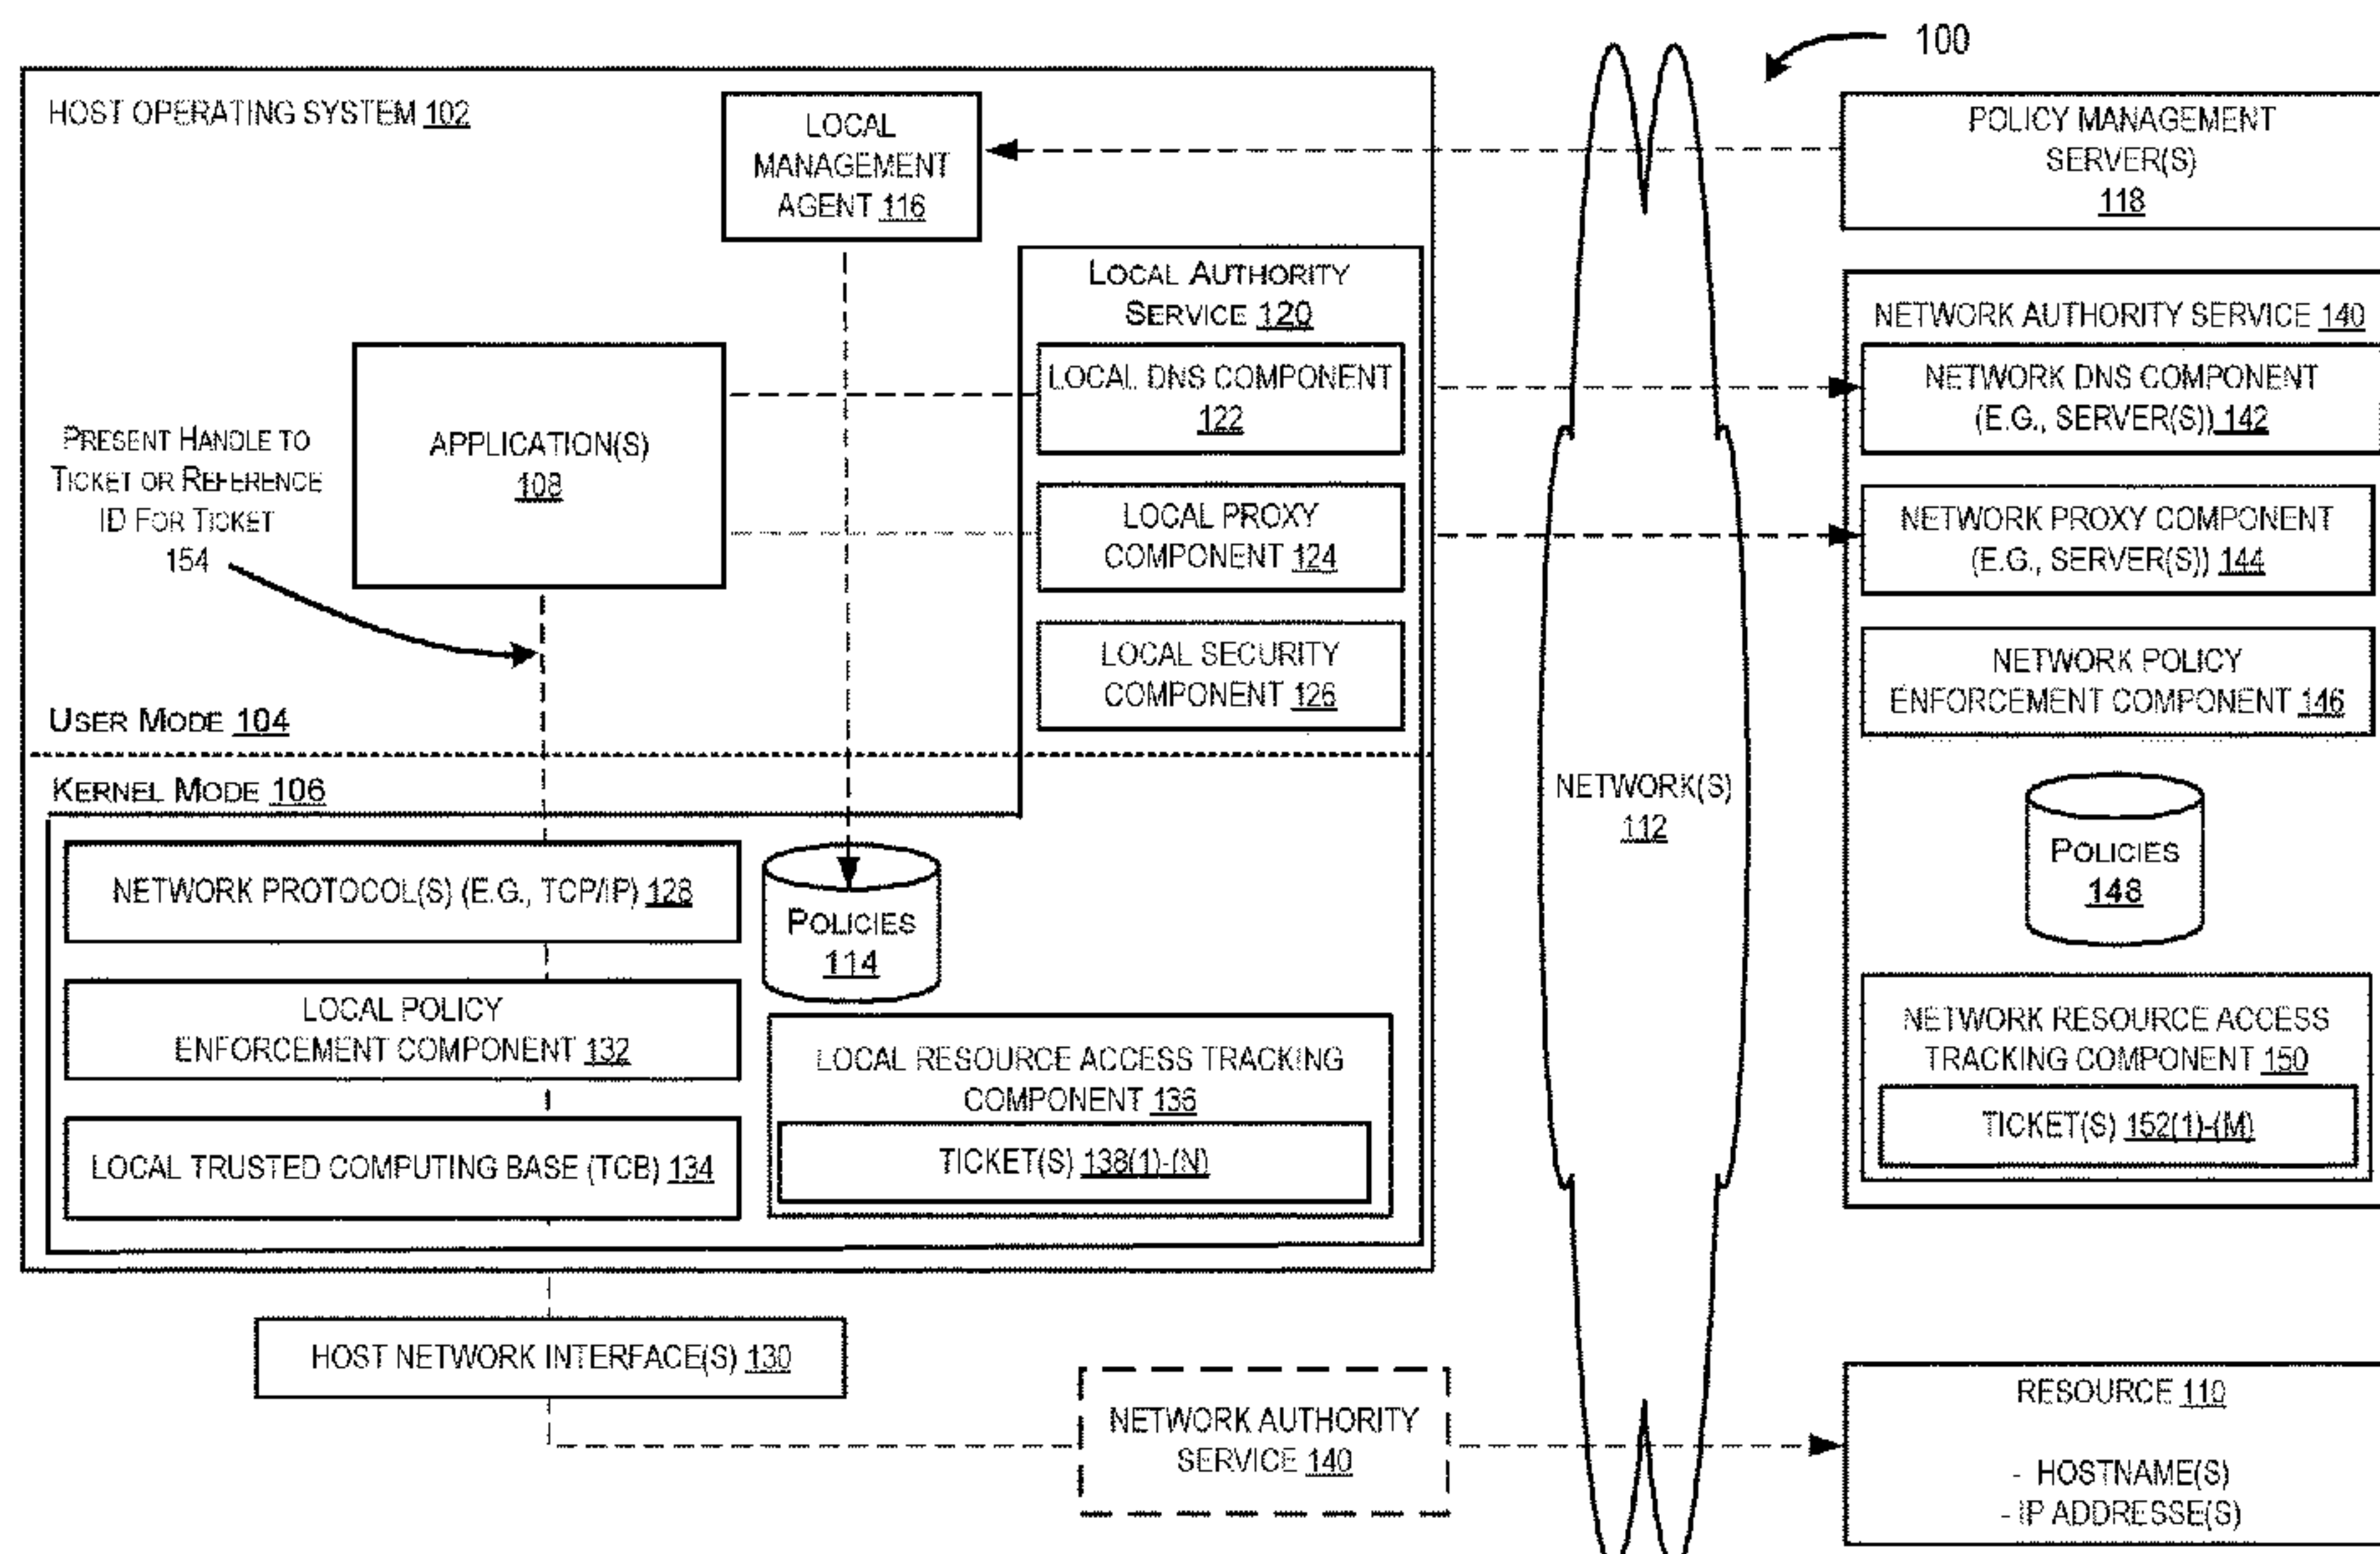 100
HOST OPERATING SYSTEM 102
LOCAL
MANAGEMENT
AGENT 116
POLICY MANAGEMENT
SERVER(S)
118
LOCAL AUTHORITY
SERVICE 120
NETWORK AUTHORITY SERVICE 140
LOCAL DNS COMPONENT
122
NETWORK DNS COMPONENT
(E.G., SERVER(S)) 142
PRESENT HANDLE TO
TICKET OR REFERENCE
ID FOR TICKET
154
APPLICATION(S)
108
LOCAL PROXY
COMPONENT 124
NETWORK PROXY COMPONENT
(E.G., SERVER(S)) 144
LOCAL SECURITY
COMPONENT 126
NETWORK POLICY
ENFORCEMENT COMPONENT 146
USER MODE 104
KERNEL MODE 106
NETWORK(S)
112
NETWORK PROTOCOL(S) (E.G., TCP/IP) 128
POLICIES
114
POLICIES
148
LOCAL POLICY
ENFORCEMENT COMPONENT 132
LOCAL RESOURCE ACCESS TRACKING
COMPONENT 136
NETWORK RESOURCE ACCESS
TRACKING COMPONENT 150
LOCAL TRUSTED COMPUTING BASE (TCB) 134
TICKET(S) 138(1)-(N)
TICKET(S) 152(1)-(M)
HOST NETWORK INTERFACE(S) 130
NETWORK AUTHORITY
SERVICE 140
RESOURCE 110
- HOSTNAME(S)
- IP ADDRESSE(S)